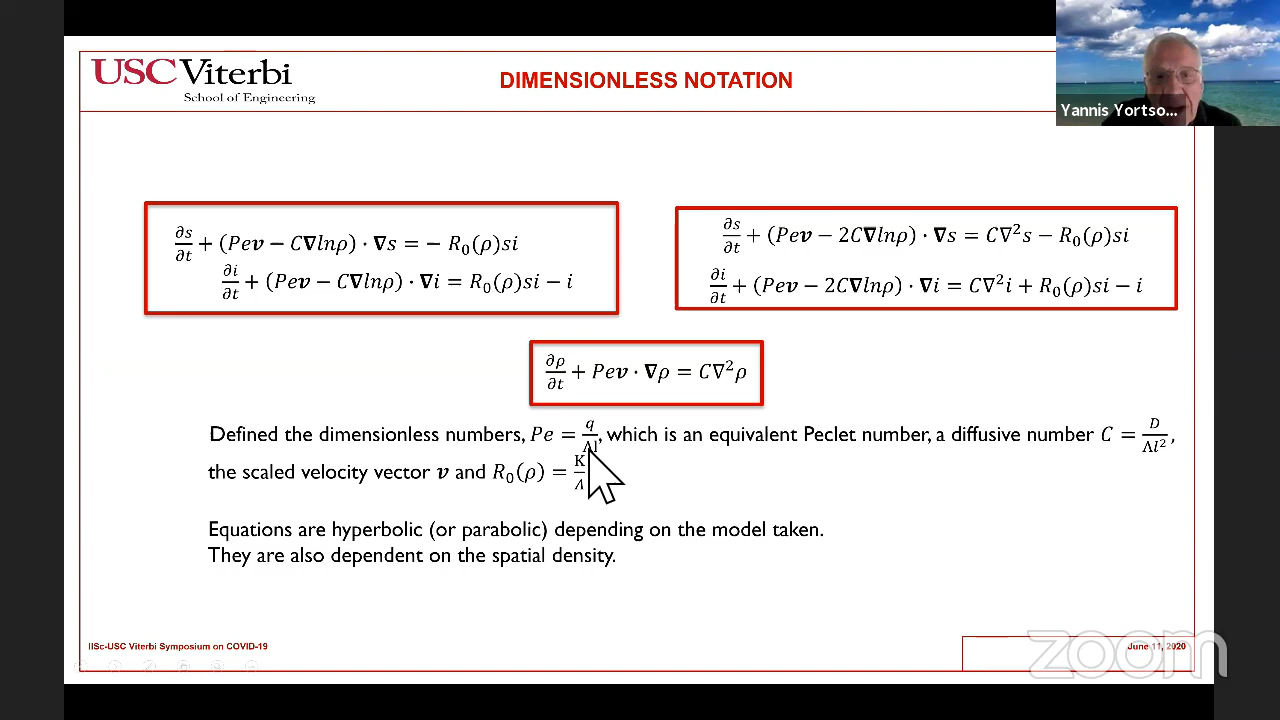 USC Viterbi
School of Engineering
DIMENSIONLESS NOTATION
Yannis Yortso...
∂s/∂t + (Pe𝒗 − C𝛁lnρ) · 𝛁s = − R₀(ρ)si
∂i/∂t + (Pe𝒗 − C𝛁lnρ) · 𝛁i = R₀(ρ)si − i
∂s/∂t + (Pe𝒗 − 2C𝛁lnρ) · 𝛁s = C∇²s − R₀(ρ)si
∂i/∂t + (Pe𝒗 − 2C𝛁lnρ) · 𝛁i = C∇²i + R₀(ρ)si − i
∂ρ/∂t + Pe𝒗 · 𝛁ρ = C∇²ρ
Defined the dimensionless numbers, Pe = q/Λl, which is an equivalent Peclet number, a diffusive number C = D/Λl²,
the scaled velocity vector 𝒗 and R₀(ρ) = K/Λ
Equations are hyperbolic (or parabolic) depending on the model taken.
They are also dependent on the spatial density.
IISc-USC Viterbi Symposium on COVID-19
June 11, 2020
zoom